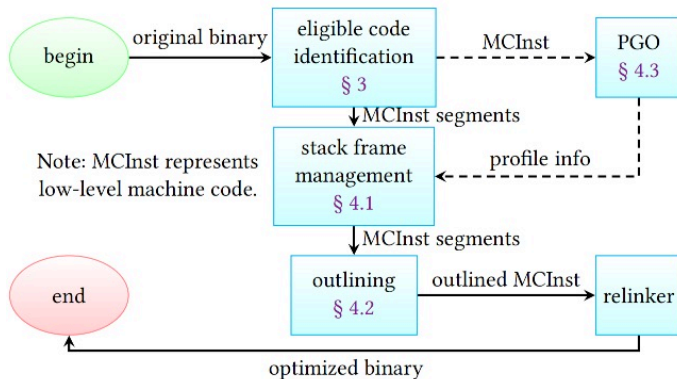 begin
original binary
eligible code
identification
§ 3
MCInst
PGO
§ 4.3
MCInst segments
Note: MCInst represents
low-level machine code.
stack frame
management
§ 4.1
profile info
MCInst segments
end
outlining
§ 4.2
outlined MCInst
relinker
optimized binary